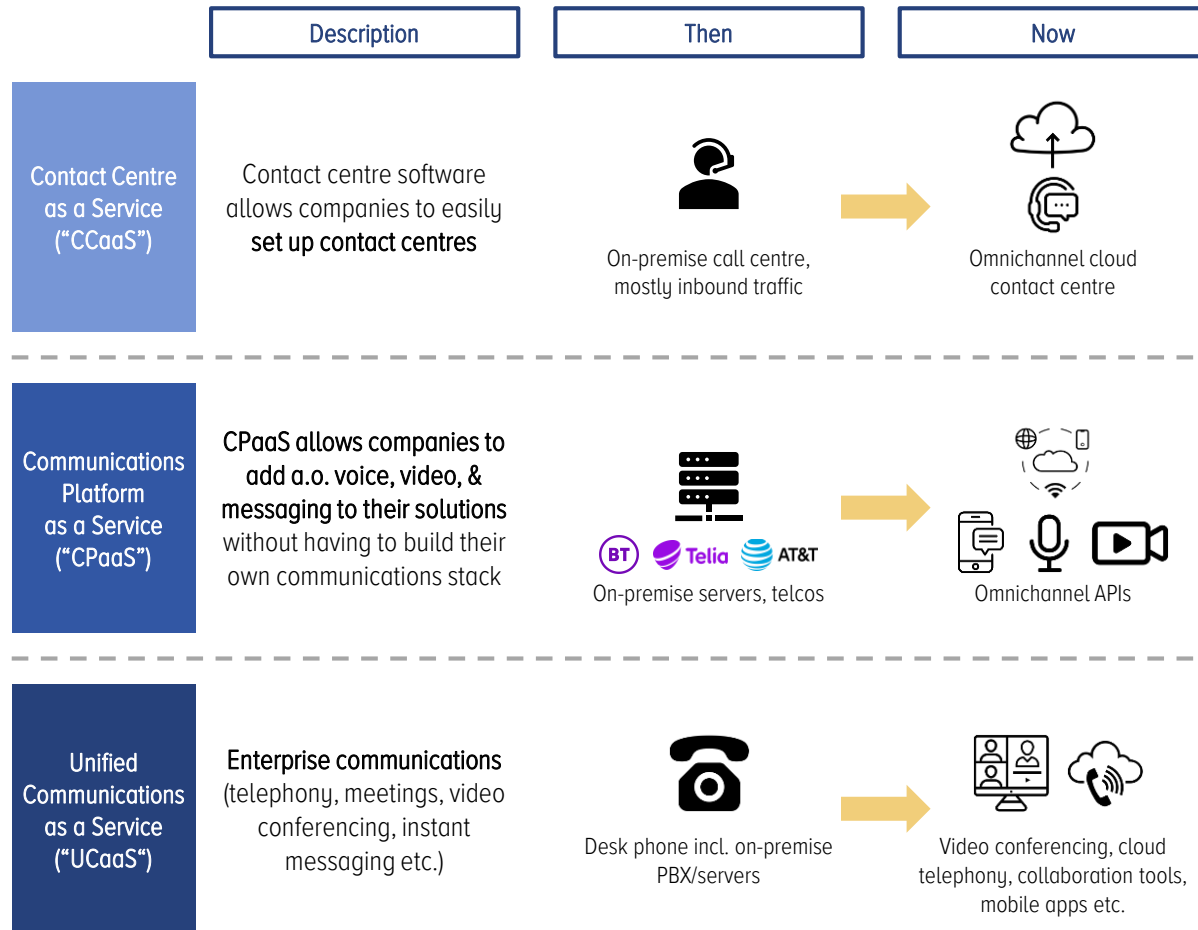 Description
Then
Now
Contact Centre
as a Service
(“CCaaS”)
Contact centre software
allows companies to easily
set up contact centres
On-premise call centre,
mostly inbound traffic
Omnichannel cloud
contact centre
Communications
Platform
as a Service
(“CPaaS“)
CPaaS allows companies to
add a.o. voice, video, &
messaging to their solutions
without having to build their
own communications stack
BT
Telia
AT&T
On-premise servers, telcos
Omnichannel APIs
Unified
Communications
as a Service
(“UCaaS“)
Enterprise communications
(telephony, meetings, video
conferencing, instant
messaging etc.)
Desk phone incl. on-premise
PBX/servers
Video conferencing, cloud
telephony, collaboration tools,
mobile apps etc.